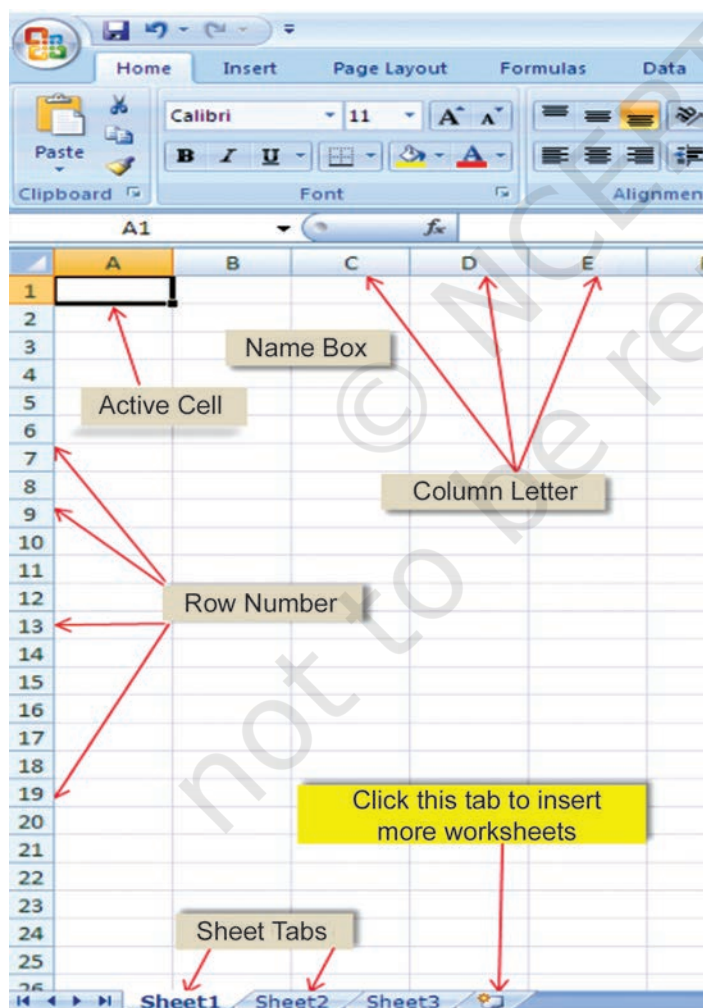 Home Insert Page Layout Formulas Data
Calibri 11 A A
Paste B I U A
Clipboard Font Alignmen
A1 fx
A B C D E
1
2
3 Name Box
4
5 Active Cell
6
7
8 Column Letter
9
10
11
12 Row Number
13
14
15
16
17
18
19 Click this tab to insert
20 more worksheets
21
22
23
24 Sheet Tabs
25
26
Sheet1 Sheet2 Sheet3
© NCERT
not to be re